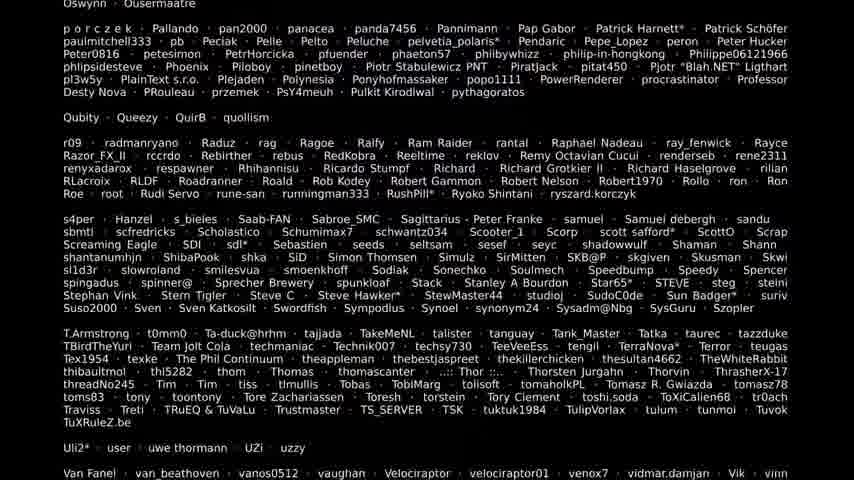 Oswynn · Ousermaatre
p o r c z e k · Pallando · pan2000 · panacea · panda7456 · Pannimann · Pap Gabor · Patrick Harnett* · Patrick Schöfer
paulmitchell333 · pb · Peciak · Pelle · Pelto · Peluche · pelvetia_polaris* · Pendaric · Pepe_Lopez · peron · Peter Hucker
Peter0816 · petesimon · PetrHorcicka · pfuender · phaeton57 · phiibywhizz · philip-in-hongkong · Philippe06121966
phlipsidesteve · Phoenix · Piloboy · pinetboy · Piotr Stabulewicz PNT · PiratJack · pitat450 · PJotr "Blah.NET" Ligthart
pl3w5y · PlainText s.r.o. · Plejaden · Polynesia · Ponyhofmassaker · popo1111 · PowerRenderer · procrastinator · Professor
Desty Nova · PRouleau · przemek · PsY4meuh · Pulkit Kirodiwal · pythagoratos
Qubity · Queezy · QuirB · quollism
r09 · radmanryano · Raduz · rag · Ragoe · Ralfy · Ram Raider · rantal · Raphael Nadeau · ray_fenwick · Rayce
Razor_FX_II · rccrdo · Rebirther · rebus · RedKobra · Reeltime · reklov · Remy Octavian Cucui · renderseb · rene2311
renyxadarox · respawner · Rhihannisu · Ricardo Stumpf · Richard · Richard Grotkier II · Richard Haselgrove · rilian
RLacroix · RLDF · Roadranner · Roald · Rob Kodey · Robert Gammon · Robert Nelson · Robert1970 · Rollo · ron · Ron
Roe · root · Rudi Servo · rune-san · runningman333 · RushPill* · Ryoko Shintani · ryszard.korczyk
s4per · Hanzel · s_bieies · Saab-FAN · Sabroe_SMC · Sagittarius - Peter Franke · samuel · Samuel debergh · sandu
sbmtl · scfredricks · Scholastico · Schumimax7 · schwantz034 · Scooter_1 · Scorp · scott safford* · ScottO · Scrap
Screaming Eagle · SDI · sdl* · Sebastien · seeds · seltsam · sesef · seyc · shadowwulf · Shaman · Shann
shantanumhjn · ShibaPook · shka · SiD · Simon Thomsen · Simulz · SirMitten · SKB@P · skgiven · Skusman · Skwi
sl1d3r · slowroland · smilesvua · smoenkhoff · Sodiak · Sonechko · Soulmech · Speedbump · Speedy · Spencer
spingadus · spinner@ · Sprecher Brewery · spunkloaf · Stack · Stanley A Bourdon · Star65* · STE\/E · steg · steini
Stephan Vink · Stern Tigler · Steve C · Steve Hawker* · StewMaster44 · studioj · SudoC0de · Sun Badger* · suriv
Suso2000 · Sven · Sven Katkosilt · Swordfish · Sympodius · Synoel · synonym24 · Sysadm@Nbg · SysGuru · Szopler
T.Armstrong · t0mm0 · Ta-duck@hrhm · tajjada · TakeMeNL · talister · tanguay · Tank_Master · Tatka · taurec · tazzduke
TBirdTheYuri · Team Jolt Cola · techmaniac · Technik007 · techsy730 · TeeVeeEss · tengil · TerraNova* · Terror · teugas
Tex1954 · texke · The Phil Continuum · theappleman · thebestjaspreet · thekillerchicken · thesultan4662 · TheWhiteRabbit
thibaultmol · thl5282 · thom · Thomas · thomascanter · ..:: Thor ::.. · Thorsten Jurgahn · Thorvin · ThrasherX-17
threadNo245 · Tim · Tim · tiss · tlmullis · Tobas · TobiMarg · tolisoft · tomaholkPL · Tomasz R. Gwiazda · tomasz78
toms83 · tony · toontony · Tore Zachariassen · Toresh · torstein · Tory Clement · toshi.soda · ToXiCalien68 · tr0ach
Traviss · Treti · TRuEQ & TuVaLu · Trustmaster · TS_SERVER · TSK · tuktuk1984 · TulipVorlax · tulum · tunmoi · Tuvok
TuXRuleZ.be
Uli2* · user · uwe thormann · UZi · uzzy
Van Fanel · van_beathoven · vanos0512 · vaughan · Velociraptor · velociraptor01 · venox7 · vidmar.damjan · Vik · vinn